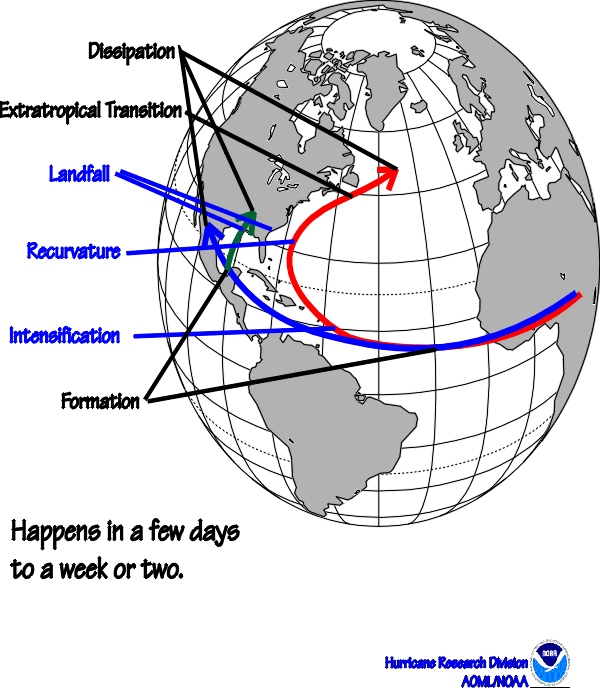 Dissipation
Extratropical Transition
Landfall
Recurvature
Intensification
Formation
Happens in a few days
to a week or two.
Hurricane Research Division
AOML/NOAA
NOAA